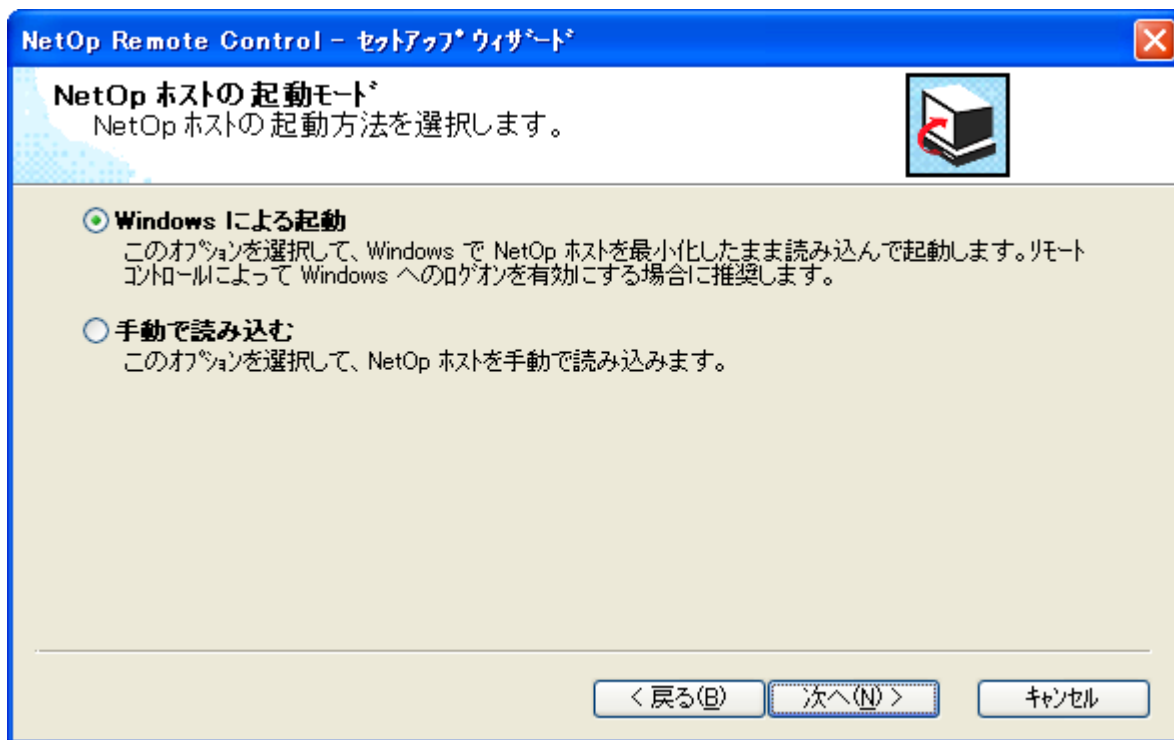 NetOp Remote Control - ｾｯﾄｱｯﾌﾟ ｳｨｻﾞｰﾄﾞ
NetOp ﾎｽﾄの 起動ﾓｰﾄﾞ
NetOp ﾎｽﾄの 起動方法を選択します。
Windows による起動
このｵﾌﾟｼｮﾝを選択して、Windows で NetOp ﾎｽﾄを最小化したまま読み込んで起動します。ﾘﾓｰﾄ
ｺﾝﾄﾛｰﾙによって Windows へのﾛｸﾞｵﾝを有効にする場合に推奨します。
手動で読み込む
このｵﾌﾟｼｮﾝを選択して、NetOp ﾎｽﾄを手動で読み込みます。
< 戻る(B) 次へ(N) > ｷｬﾝｾﾙ